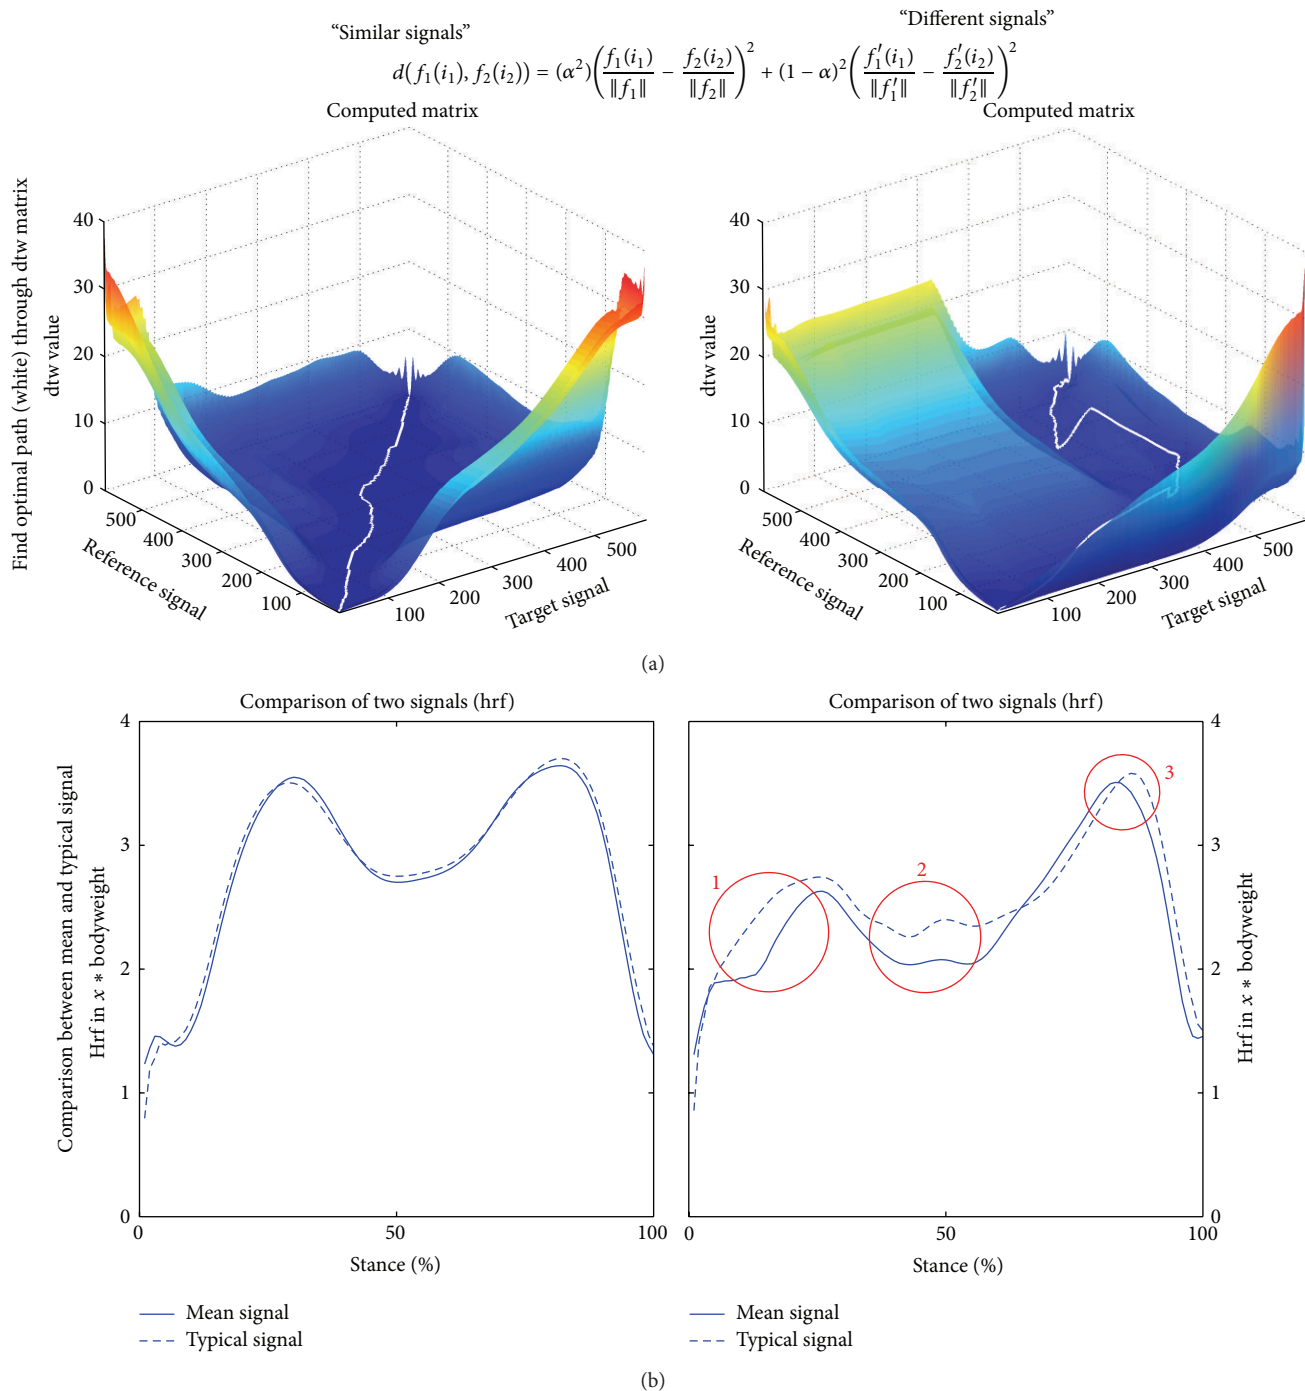 “Similar signals”
“Different signals”
d(f₁(i₁), f₂(i₂)) = (α²)(f₁(i₁)/‖f₁‖ − f₂(i₂)/‖f₂‖)² + (1 − α)²(f₁′(i₁)/‖f₁′‖ − f₂′(i₂)/‖f₂′‖)²
Computed matrix
Computed matrix
Find optimal path (white) through dtw matrix
dtw value
40
30
20
10
0
500
400
300
200
100
Reference signal
100
200
300
400
500
Target signal
dtw value
40
30
20
10
0
500
400
300
200
100
Reference signal
100
200
300
400
500
Target signal
(a)
Comparison of two signals (hrf)
Comparison between mean and typical signal
Hrf in x * bodyweight
4
3
2
1
0
0
50
100
Stance (%)
Mean signal
Typical signal
Comparison of two signals (hrf)
1
2
3
4
3
2
1
0
Hrf in x * bodyweight
0
50
100
Stance (%)
Mean signal
Typical signal
(b)